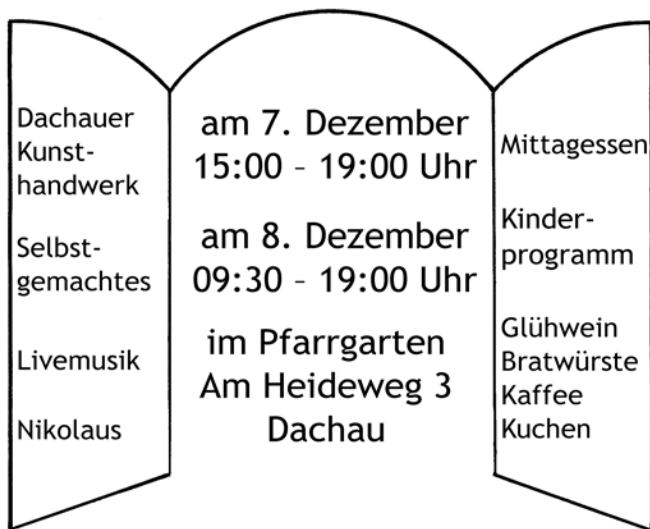 Dachauer
Kunst-
handwerk
Selbst-
gemachtes
Livemusik
Nikolaus
am 7. Dezember
15:00 – 19:00 Uhr
am 8. Dezember
09:30 – 19:00 Uhr
im Pfarrgarten
Am Heideweg 3
Dachau
Mittagessen
Kinder-
programm
Glühwein
Bratwürste
Kaffee
Kuchen